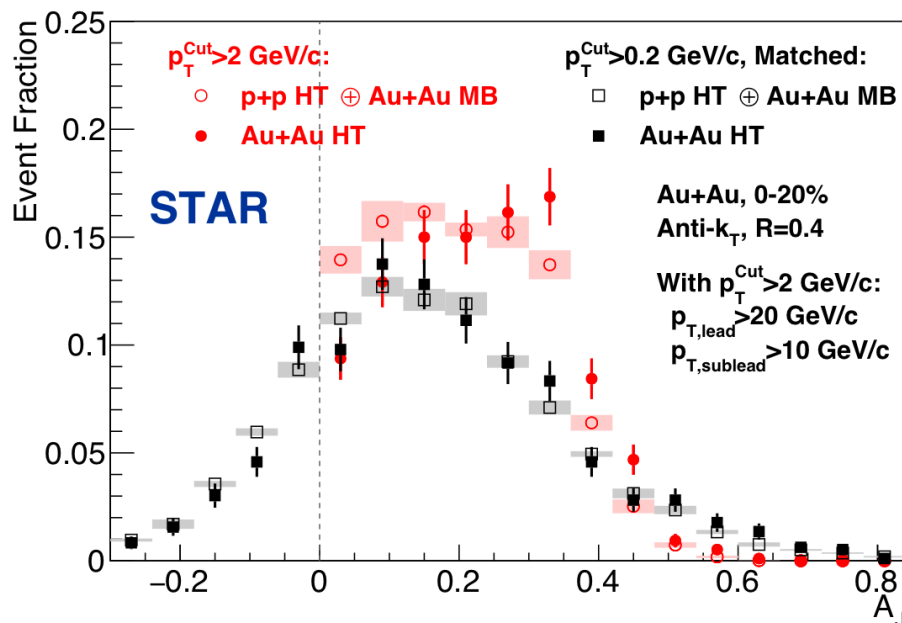 0.25
0.2
0.15
0.1
0.05
0
Event Fraction
p_T^Cut>2 GeV/c:
p+p HT ⊕ Au+Au MB
Au+Au HT
p_T^Cut>0.2 GeV/c, Matched:
p+p HT ⊕ Au+Au MB
Au+Au HT
STAR
Au+Au, 0-20%
Anti-k_T, R=0.4
With p_T^Cut>2 GeV/c:
p_T,lead>20 GeV/c
p_T,sublead>10 GeV/c
−0.2 0 0.2 0.4 0.6 0.8
A